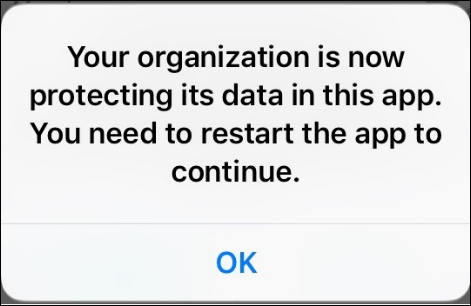 Your organization is now
protecting its data in this app.
You need to restart the app to
continue.
OK